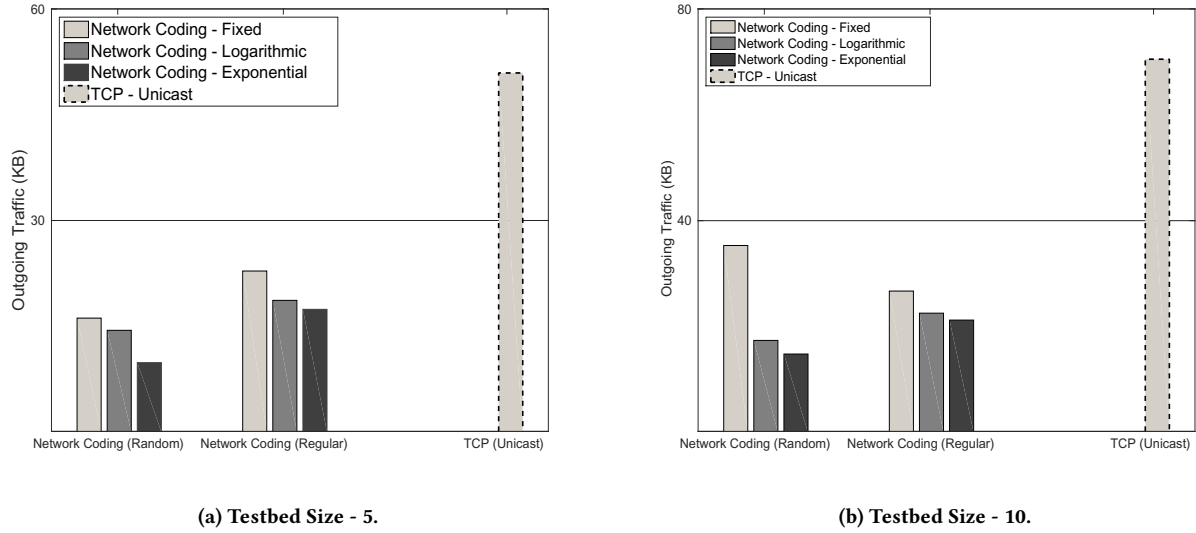 60
30
Outgoing Traffic (KB)
Network Coding - Fixed
Network Coding - Logarithmic
Network Coding - Exponential
TCP - Unicast
Network Coding (Random)
Network Coding (Regular)
TCP (Unicast)
(a) Testbed Size - 5.
80
40
Outgoing Traffic (KB)
Network Coding - Fixed
Network Coding - Logarithmic
Network Coding - Exponential
TCP - Unicast
Network Coding (Random)
Network Coding (Regular)
TCP (Unicast)
(b) Testbed Size - 10.